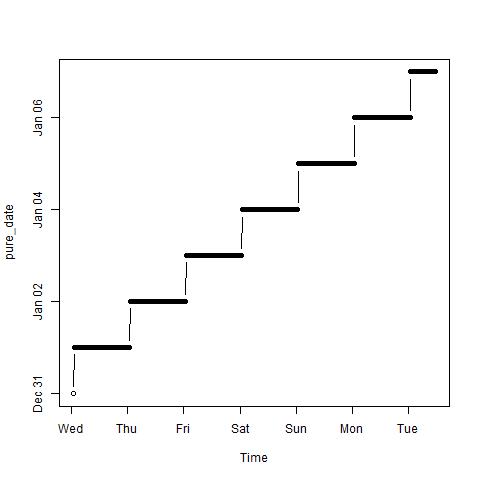 pure_date
Jan 06
Jan 04
Jan 02
Dec 31
Wed Thu Fri Sat Sun Mon Tue
Time